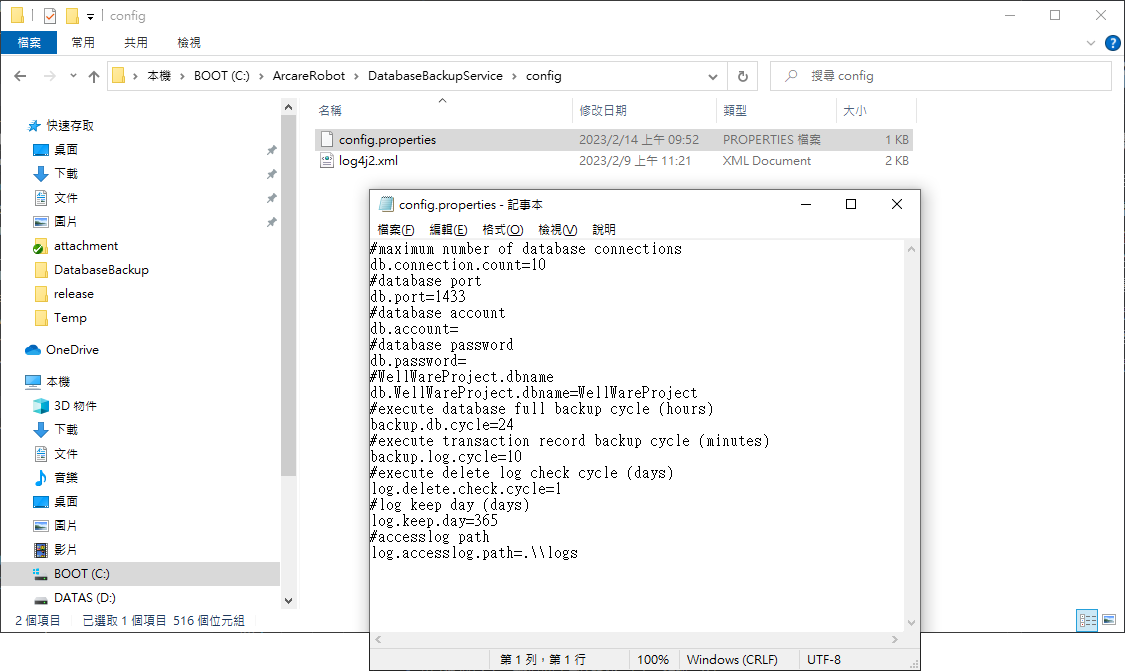 config
檔案 常用 共用 檢視
本機 BOOT (C:) ArcareRobot DatabaseBackupService config
搜尋 config
名稱 修改日期 類型 大小
config.properties 2023/2/14 上午 09:52 PROPERTIES 檔案 1 KB
log4j2.xml 2023/2/9 上午 11:21 XML Document 2 KB
快速存取
桌面
下載
文件
圖片
attachment
DatabaseBackup
release
Temp
OneDrive
本機
3D 物件
下載
文件
音樂
桌面
圖片
影片
BOOT (C:)
DATAS (D:)
2 個項目 已選取 1 個項目 516 個位元組
config.properties - 記事本
檔案(F) 編輯(E) 格式(O) 檢視(V) 說明
#maximum number of database connections
db.connection.count=10
#database port
db.port=1433
#database account
db.account=
#database password
db.password=
#WellWareProject.dbname
db.WellWareProject.dbname=WellWareProject
#execute database full backup cycle (hours)
backup.db.cycle=24
#execute transaction record backup cycle (minutes)
backup.log.cycle=10
#execute delete log check cycle (days)
log.delete.check.cycle=1
#log keep day (days)
log.keep.day=365
#accesslog path
log.accesslog.path=.\\logs
第 1 列，第 1 行 100% Windows (CRLF) UTF-8